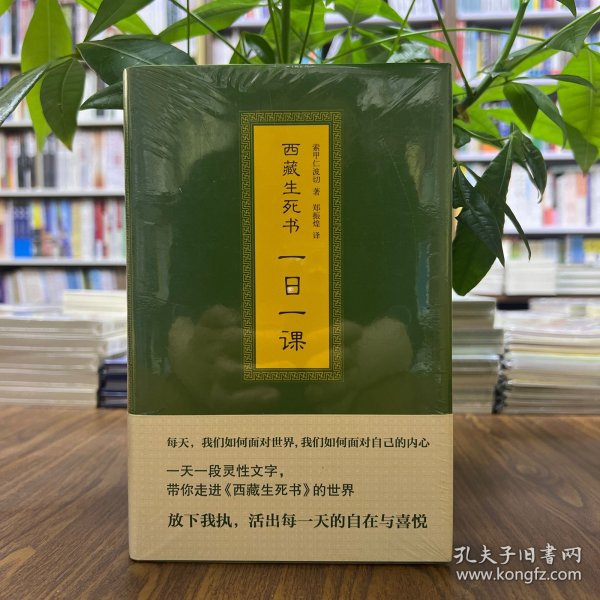 西藏生死书 一日一课
索甲仁波切 著 郑振煌 译
每天，我们如何面对世界，我们如何面对自己的内心
一天一段灵性文字，
带你走进《西藏生死书》的世界
放下我执，活出每一天的自在与喜悦
孔夫子旧书网
www.kongfz.com